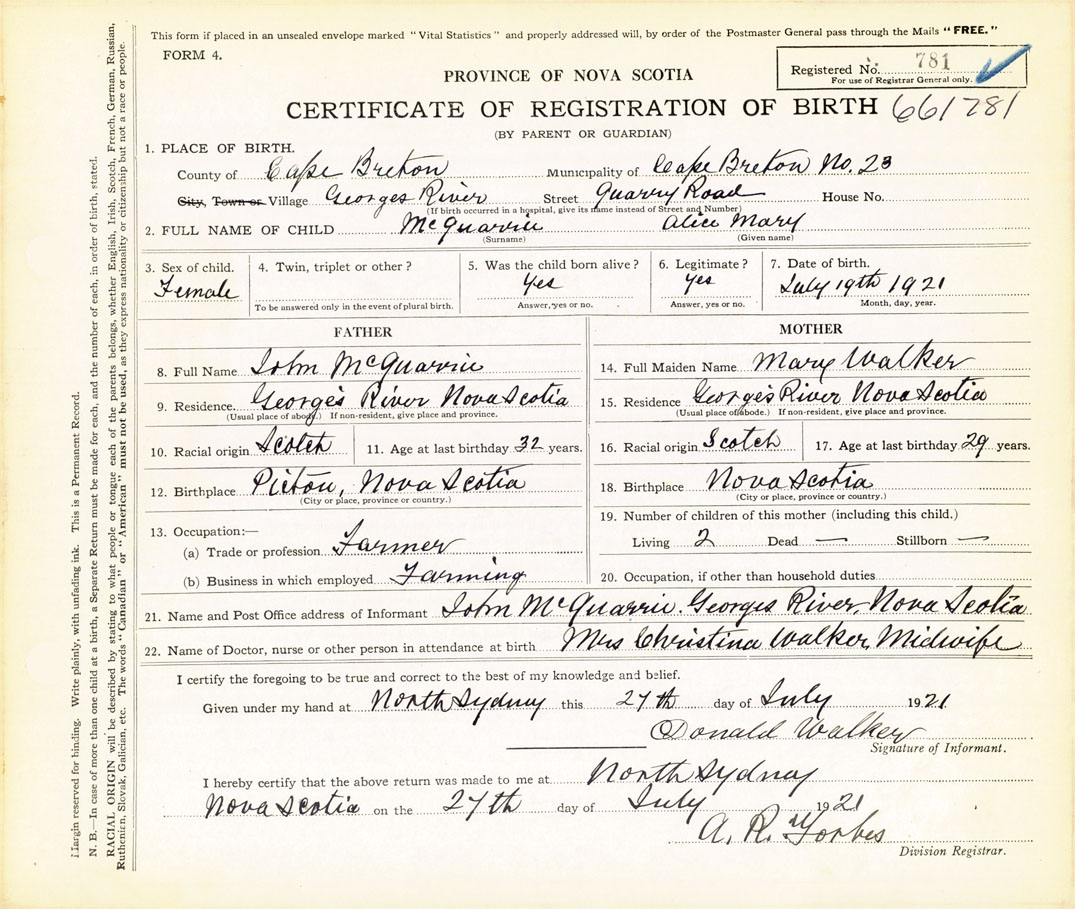 This form if placed in an unsealed envelope marked "Vital Statistics" and properly addressed will, by order of the Postmaster General pass through the Mails "FREE."
FORM 4.
Registered No. 781
For use of Registrar General only.
PROVINCE OF NOVA SCOTIA
CERTIFICATE OF REGISTRATION OF BIRTH 661781
(BY PARENT OR GUARDIAN)
1. PLACE OF BIRTH.
County of Cape Breton Municipality of Cape Breton No. 23
City, Town or Village Georges River Street Quarry Road House No.
(If birth occurred in a hospital, give its name instead of Street and Number)
2. FULL NAME OF CHILD McQuarrie Alice Mary
(Surname) (Given name)
3. Sex of child. 4. Twin, triplet or other? 5. Was the child born alive? 6. Legitimate? 7. Date of birth.
Female Yes Yes July 19th 1921
To be answered only in the event of plural birth. Answer, yes or no. Answer, yes or no. Month, day, year.
FATHER
8. Full Name John McQuarrie
9. Residence. Georges River Nova Scotia
(Usual place of abode.) If non-resident, give place and province.
10. Racial origin Scotch 11. Age at last birthday 32 years.
12. Birthplace Pictou, Nova Scotia
(City or place, province or country.)
13. Occupation:—
(a) Trade or profession Farmer
(b) Business in which employed Farming
MOTHER
14. Full Maiden Name Mary Walker
15. Residence Georges River Nova Scotia
(Usual place of abode.) If non-resident, give place and province.
16. Racial origin Scotch 17. Age at last birthday 29 years.
18. Birthplace Nova Scotia
(City or place, province or country.)
19. Number of children of this mother (including this child.)
Living 2 Dead — Stillborn —
20. Occupation, if other than household duties
21. Name and Post Office address of Informant John McQuarrie. Georges River, Nova Scotia
22. Name of Doctor, nurse or other person in attendance at birth Mrs Christina Walker, Midwife
I certify the foregoing to be true and correct to the best of my knowledge and belief.
Given under my hand at North Sydney this 27th day of July 1921
Donald Walker
Signature of Informant.
I hereby certify that the above return was made to me at North Sydney
Nova Scotia on the 27th day of July 1921
A. R. Forbes
Division Registrar.
Margin reserved for binding. Write plainly, with unfading ink. This is a Permanent Record.
N. B.—In case of more than one child at a birth, a Separate Return must be made for each, and the number of each, in order of birth, stated.
RACIAL ORIGIN will be described by stating to what people or tongue each of the parents belongs, whether English, Irish, Scotch, French, German, Russian,
Ruthenien, Slovak, Galician, etc. The words "Canadian" or "American" must not be used, as they express nationality or citizenship but not a race or people.